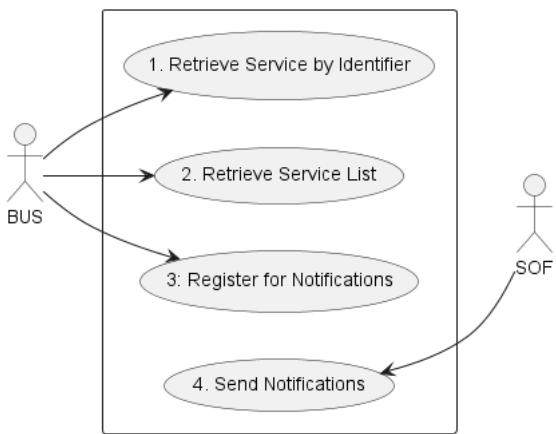 1. Retrieve Service by Identifier
2. Retrieve Service List
BUS
3: Register for Notifications
SOF
4. Send Notifications